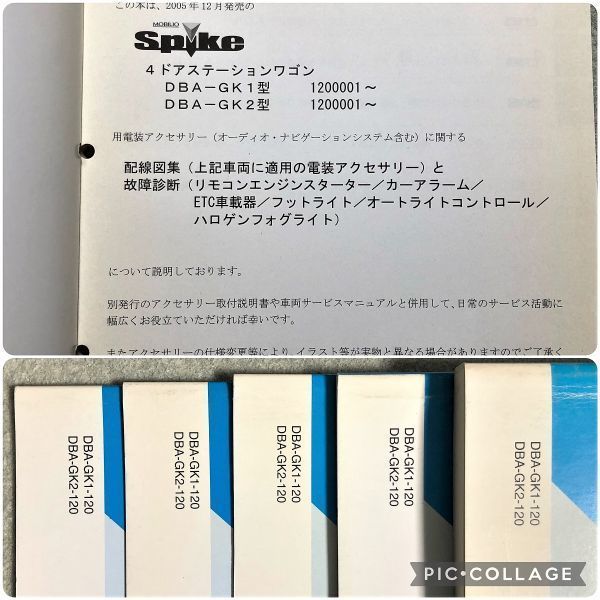 この本は、2005年12月発売の
MOBILIO
Spike
4ドアステーションワゴン
DBA-GK1型 1200001～
DBA-GK2型 1200001～
用電装アクセサリー（オーディオ・ナビゲーションシステム含む）に関する
配線図集（上記車両に適用の電装アクセサリー）と
故障診断（リモコンエンジンスターター／カーアラーム／
ETC車載器／フットライト／オートライトコントロール／
ハロゲンフォグライト）
について説明しております。
別発行のアクセサリー取付説明書や車両サービスマニュアルと併用して、日常のサービス活動に
幅広くお役立ていただければ幸いです。
またアクセサリーの仕様変更等により、イラスト等が実物と異なる場合がありますのでご了承く
DBA-GK1-120
DBA-GK2-120
DBA-GK1-120
DBA-GK2-120
DBA-GK1-120
DBA-GK2-120
DBA-GK1-120
DBA-GK2-120
DBA-GK1-120
DBA-GK2-120
PIC•COLLAGE